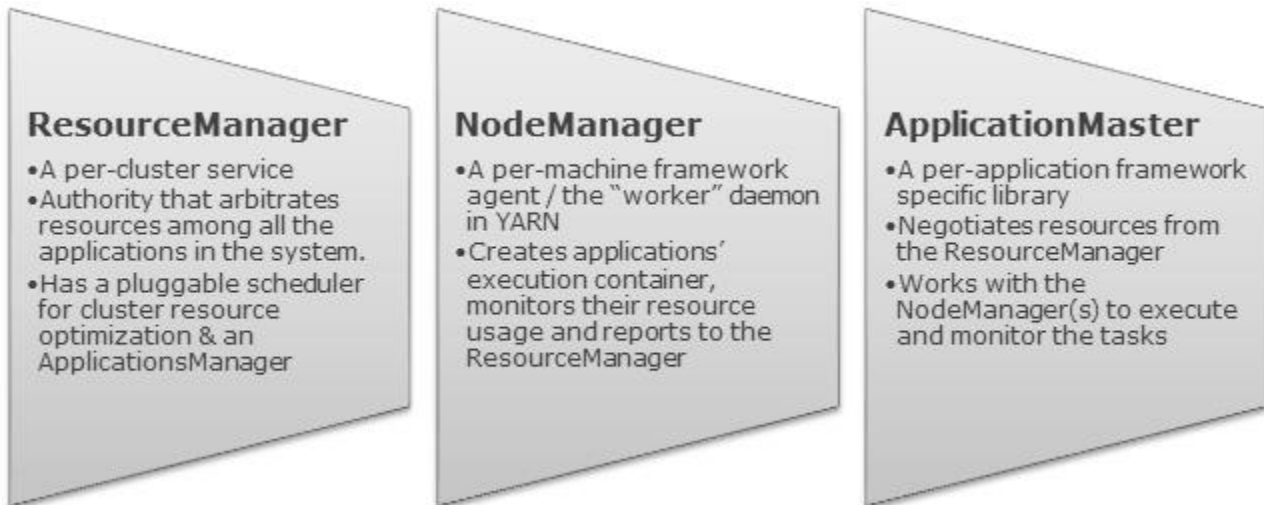 ResourceManager
•A per-cluster service
•Authority that arbitrates
resources among all the
applications in the system.
•Has a pluggable scheduler
for cluster resource
optimization & an
ApplicationsManager
NodeManager
•A per-machine framework
agent / the “worker” daemon
in YARN
•Creates applications’
execution container,
monitors their resource
usage and reports to the
ResourceManager
ApplicationMaster
•A per-application framework
specific library
•Negotiates resources from
the ResourceManager
•Works with the
NodeManager(s) to execute
and monitor the tasks